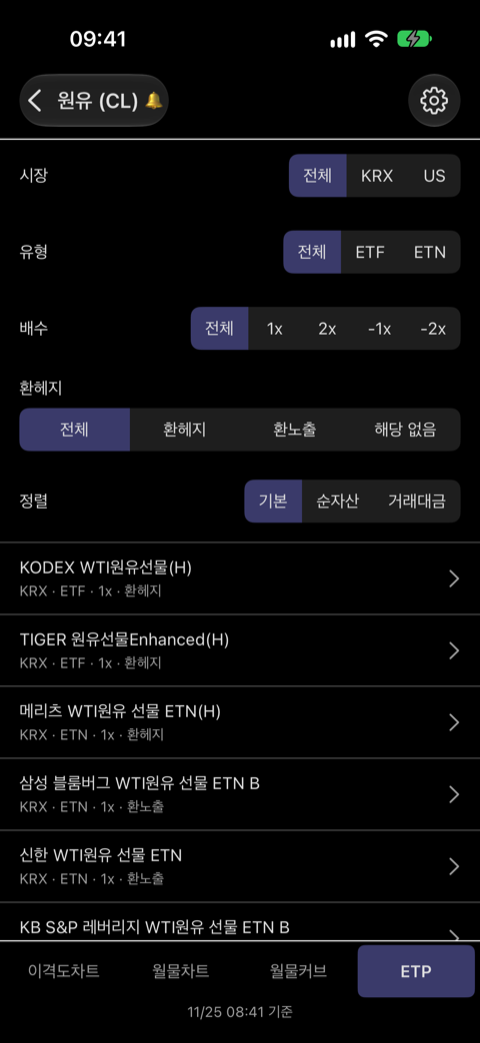 09:41
원유 (CL) 🔔
시장 전체 KRX US
유형 전체 ETF ETN
배수 전체 1x 2x -1x -2x
환헤지
전체 환헤지 환노출 해당 없음
정렬 기본 순자산 거래대금
KODEX WTI원유선물(H)
KRX · ETF · 1x · 환헤지
TIGER 원유선물Enhanced(H)
KRX · ETF · 1x · 환헤지
메리츠 WTI원유 선물 ETN(H)
KRX · ETN · 1x · 환헤지
삼성 블룸버그 WTI원유 선물 ETN B
KRX · ETN · 1x · 환노출
신한 WTI원유 선물 ETN
KRX · ETN · 1x · 환노출
KB S&P 레버리지 WTI원유 선물 ETN B
이격도차트 월물차트 월물커브 ETP
11/25 08:41 기준